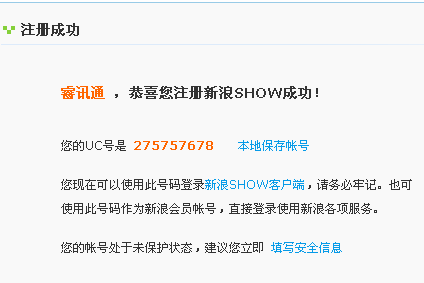 注册成功
睿讯通 ，恭喜您注册新浪SHOW成功！
您的UC号是 275757678 本地保存帐号
您现在可以使用此号码登录新浪SHOW客户端，请务必牢记。也可
使用此号码作为新浪会员帐号，直接登录使用新浪各项服务。
您的帐号处于未保护状态，建议您立即 填写安全信息